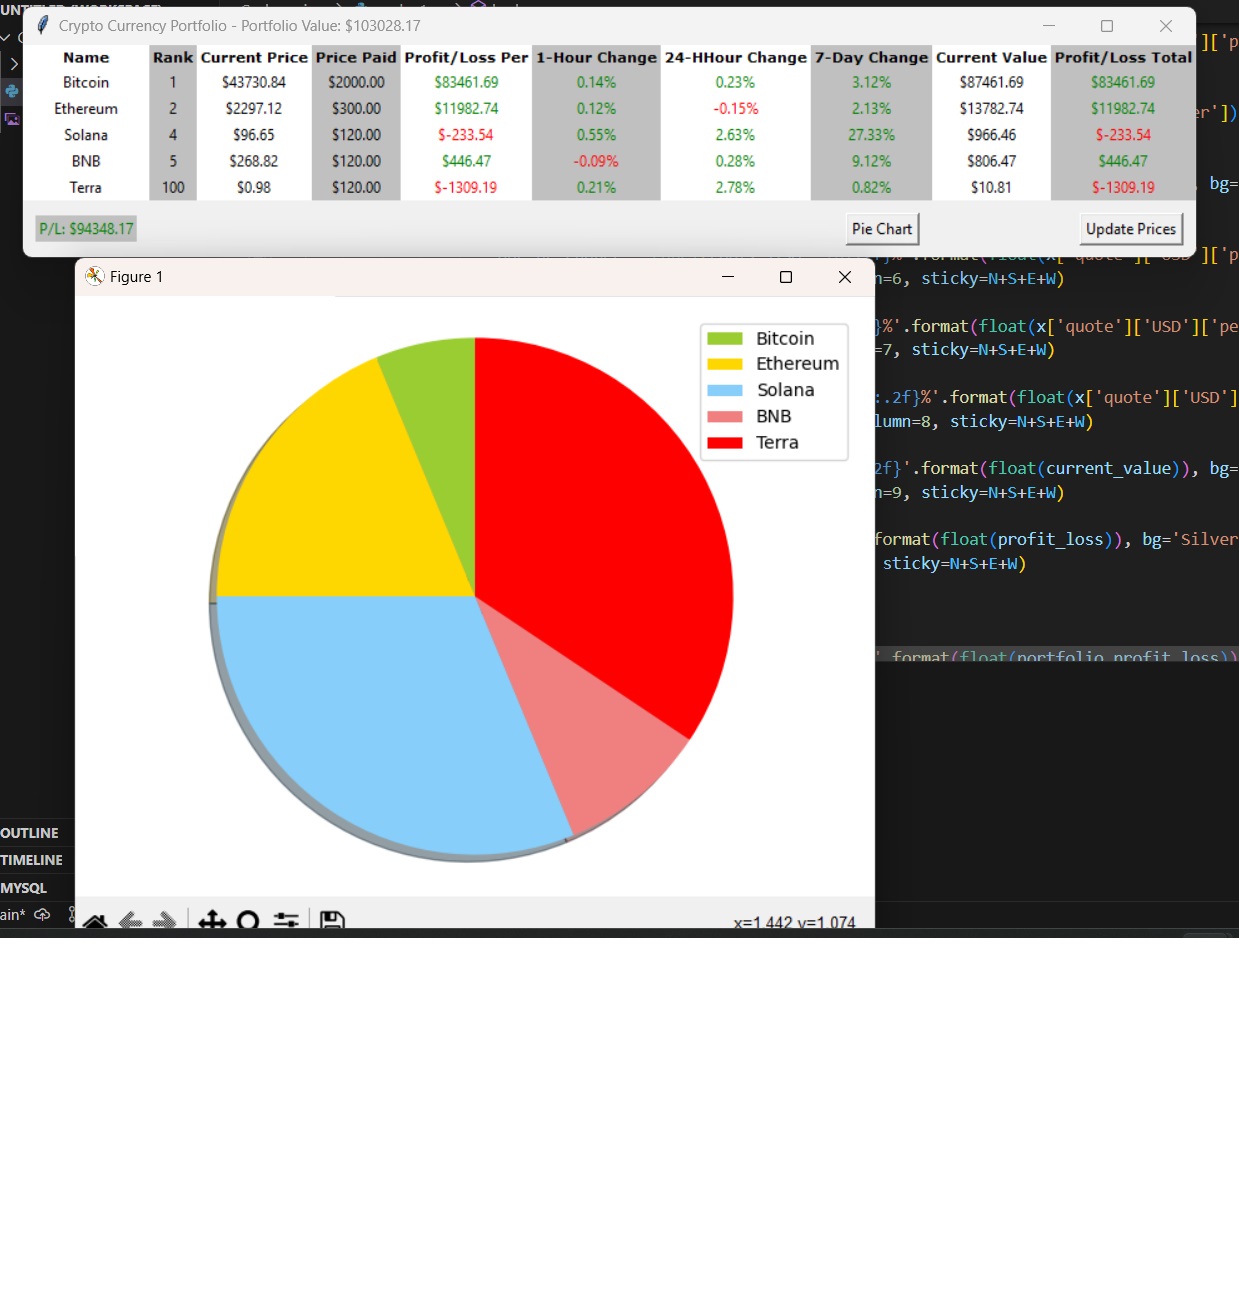 Crypto Currency Portfolio - Portfolio Value: $103028.17
Name Rank Current Price Price Paid Profit/Loss Per 1-Hour Change 24-HHour Change 7-Day Change Current Value Profit/Loss Total
Bitcoin 1 $43730.84 $2000.00 $83461.69 0.14% 0.23% 3.12% $87461.69 $83461.69
Ethereum 2 $2297.12 $300.00 $11982.74 0.12% -0.15% 2.13% $13782.74 $11982.74
Solana 4 $96.65 $120.00 $-233.54 0.55% 2.63% 27.33% $966.46 $-233.54
BNB 5 $268.82 $120.00 $446.47 -0.09% 0.28% 9.12% $806.47 $446.47
Terra 100 $0.98 $120.00 $-1309.19 0.21% 2.78% 0.82% $10.81 $-1309.19
P/L: $94348.17 Pie Chart Update Prices
Figure 1
Bitcoin
Ethereum
Solana
BNB
Terra
x=1.442 y=1.074
]['p
er'])
, bg=
]['p
n=6, sticky=N+S+E+W)
}%'.format(float(x['quote']['USD']['pe
=7, sticky=N+S+E+W)
:.2f}%'.format(float(x['quote']['USD']
lumn=8, sticky=N+S+E+W)
2f}'.format(float(current_value)), bg=
n=9, sticky=N+S+E+W)
format(float(profit_loss)), bg='Silver
sticky=N+S+E+W)
'.format(float(portfolio_profit_loss))
OUTLINE
TIMELINE
MYSQL
ain*